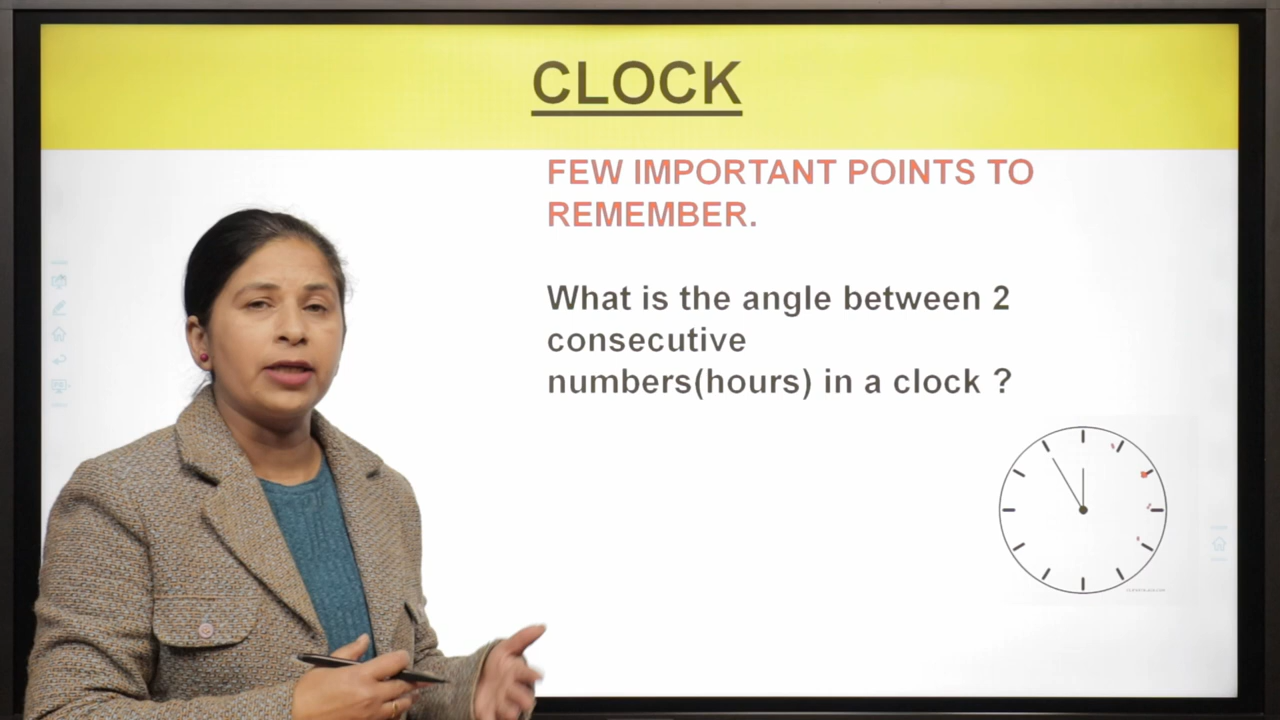 CLOCK
FEW IMPORTANT POINTS TO
REMEMBER.
What is the angle between 2
consecutive
numbers(hours) in a clock ?